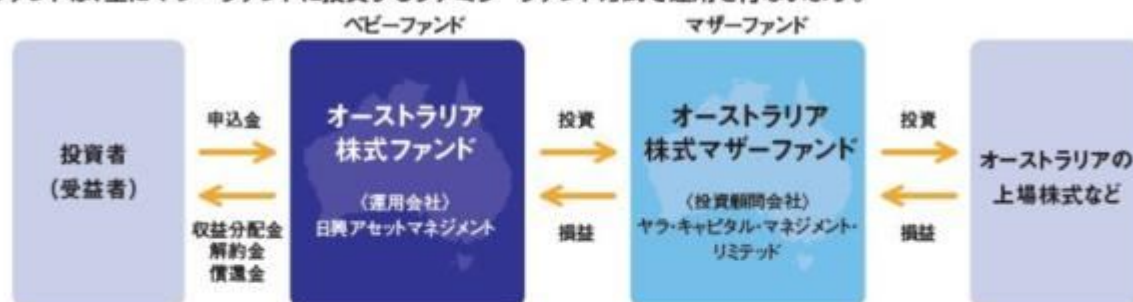 ベビーファンド
マザーファンド
投資者
(受益者)
申込金
収益分配金
解約金
償還金
オーストラリア
株式ファンド
〈運用会社〉
日興アセットマネジメント
投資
損益
オーストラリア
株式マザーファンド
〈投資顧問会社〉
ヤラ・キャピタル・マネジメント・
リミテッド
投資
損益
オーストラリアの
上場株式など